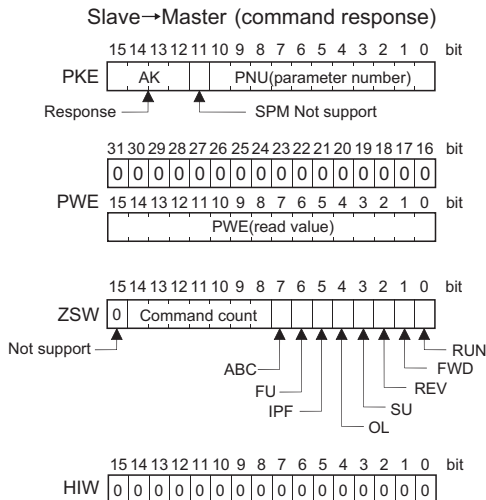 Slave→Master (command response)
15 14 13 12 11 10 9 8 7 6 5 4 3 2 1 0 bit
PKE AK PNU(parameter number)
Response SPM Not support
31 30 29 28 27 26 25 24 23 22 21 20 19 18 17 16 bit
0 0 0 0 0 0 0 0 0 0 0 0 0 0 0 0
PWE 15 14 13 12 11 10 9 8 7 6 5 4 3 2 1 0 bit
PWE(read value)
15 14 13 12 11 10 9 8 7 6 5 4 3 2 1 0 bit
ZSW 0 Command count
Not support RUN
ABC FWD
FU REV
IPF SU
OL
15 14 13 12 11 10 9 8 7 6 5 4 3 2 1 0 bit
HIW 0 0 0 0 0 0 0 0 0 0 0 0 0 0 0 0